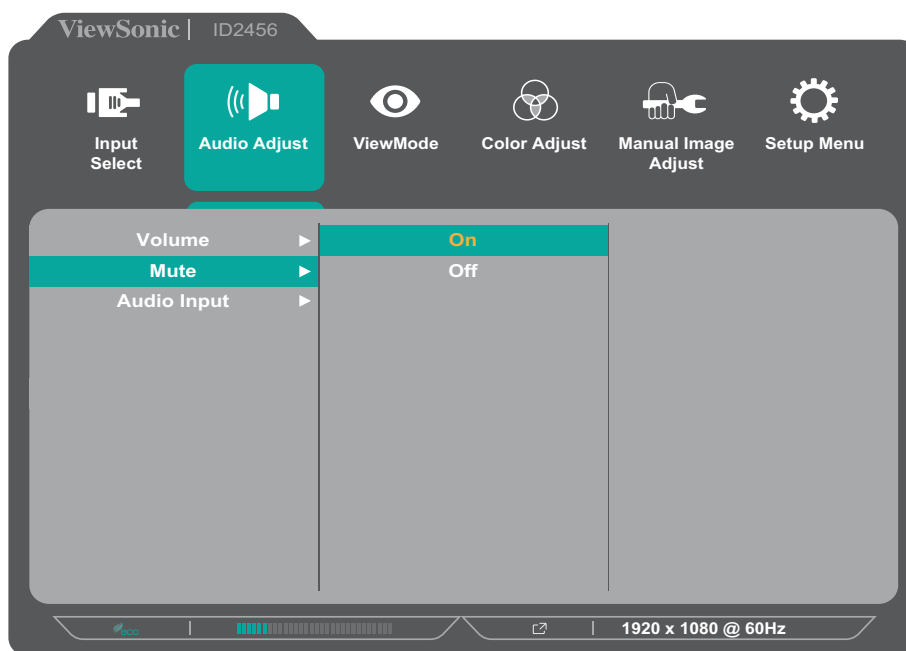 ViewSonic | ID2456
Input
Select
Audio Adjust
ViewMode
Color Adjust
Manual Image
Adjust
Setup Menu
Volume ▶
Mute ▶
Audio Input ▶
On
Off
eco
1920 x 1080 @ 60Hz